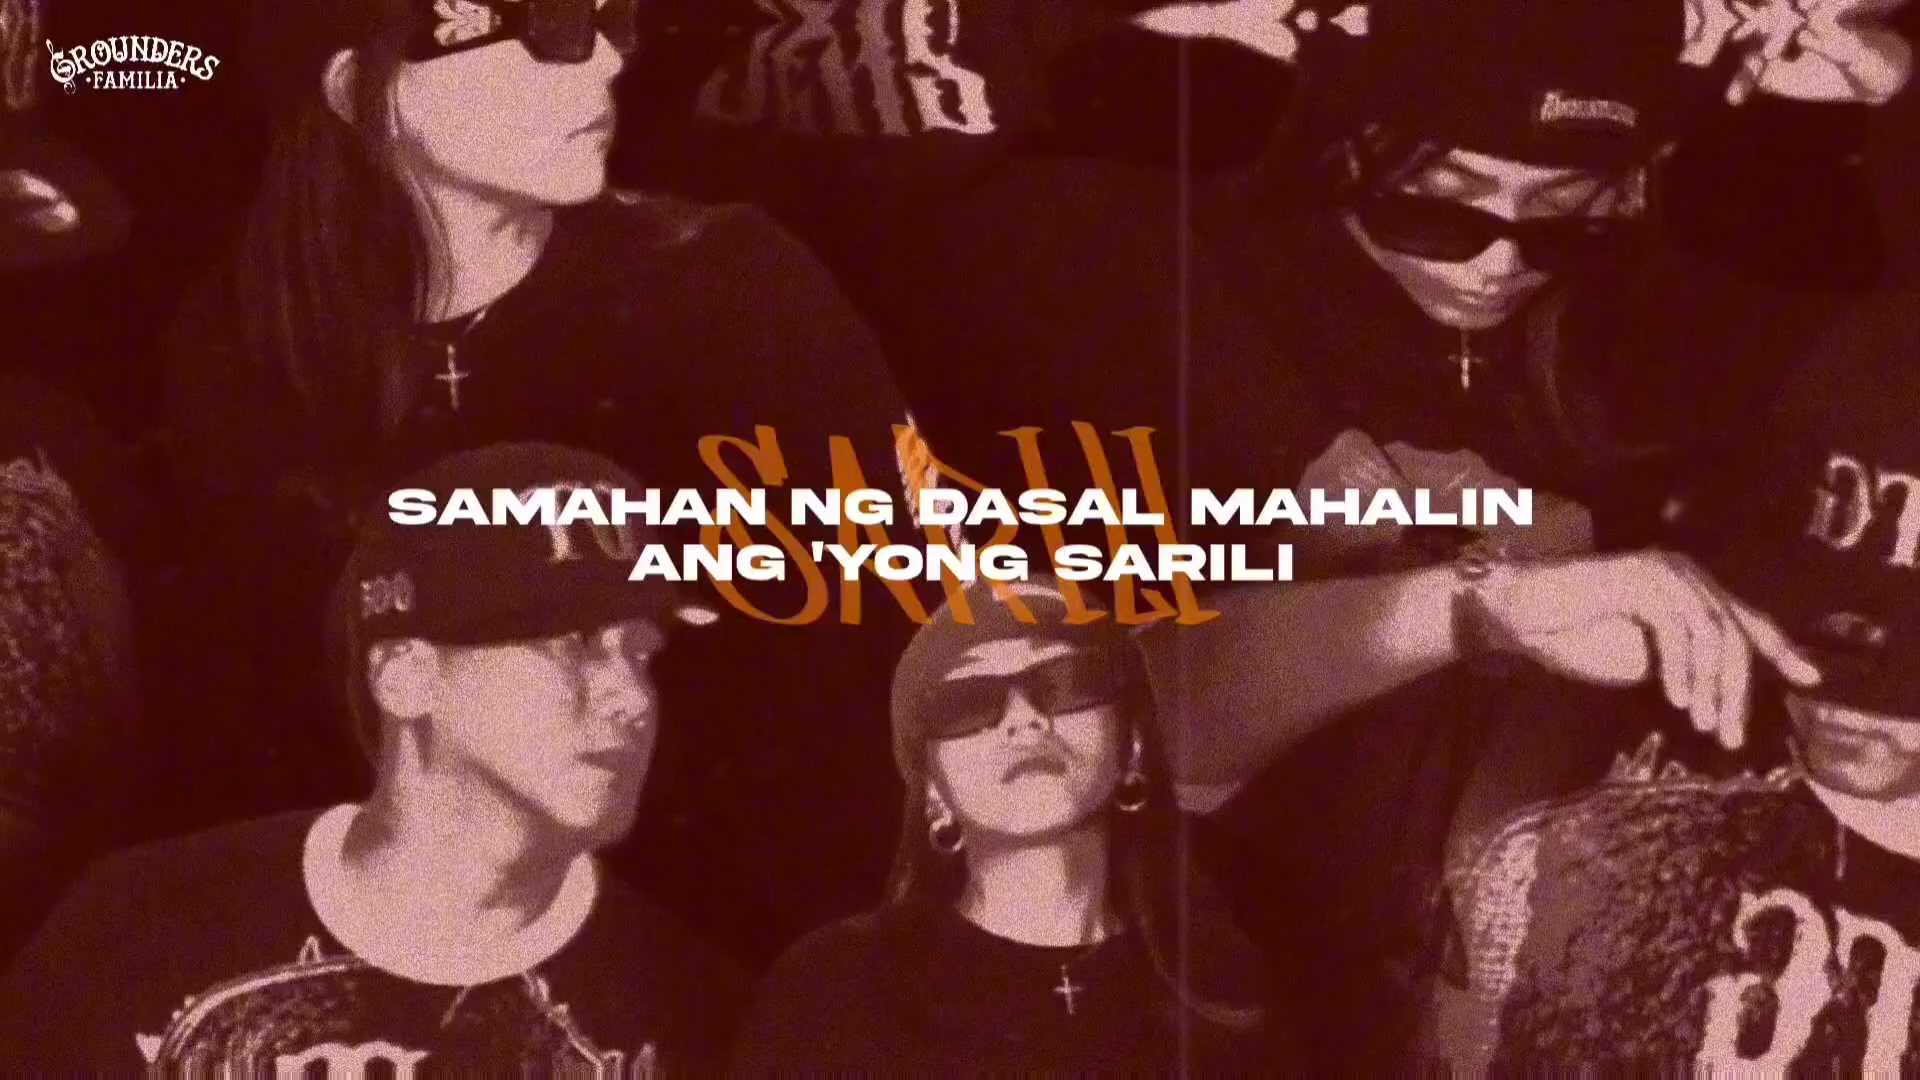 GROUNDERS
·FAMILIA·
SARILI
SAMAHAN NG DASAL MAHALIN
ANG 'YONG SARILI